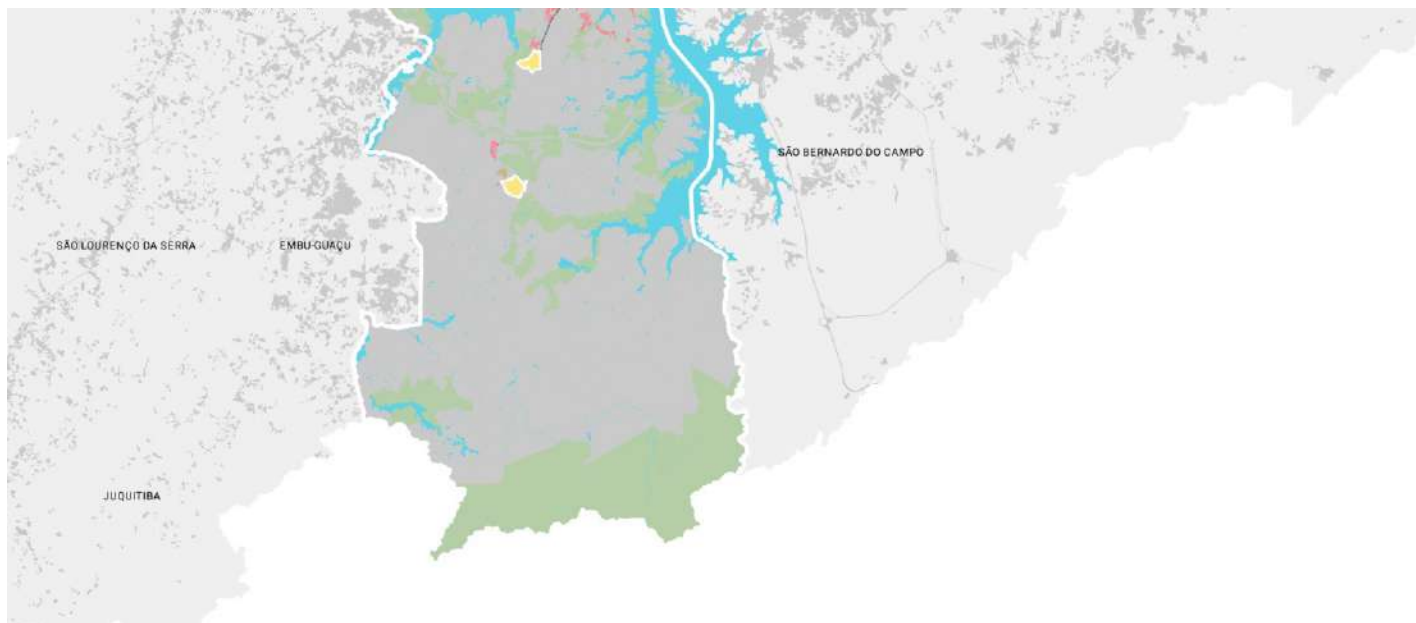 SÃO BERNARDO DO CAMPO
SÃO LOURENÇO DA SERRA
EMBU-GUAÇU
JUQUITIBA